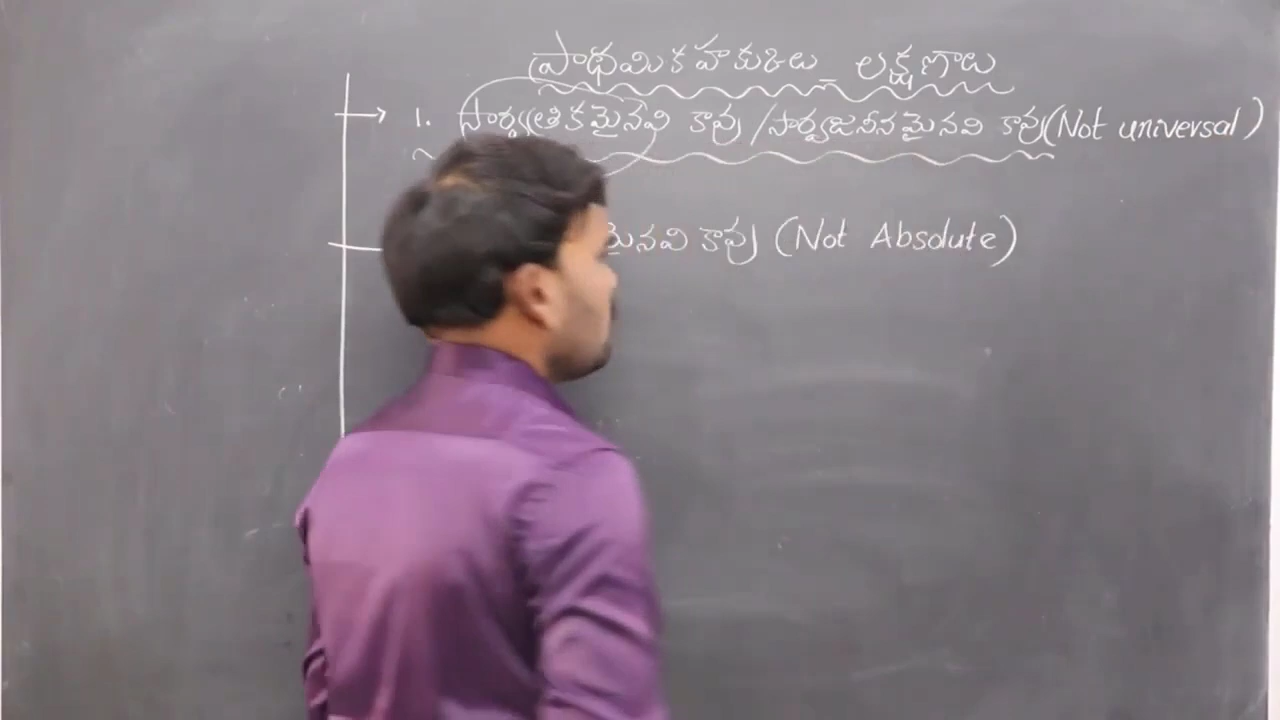 ప్రాథమిక హక్కులు - లక్షణాలు
1. సార్వత్రికమైనవి కావు / సార్వజనీనమైనవి కావు (Not universal)
మైనవి కావు (Not Absolute)